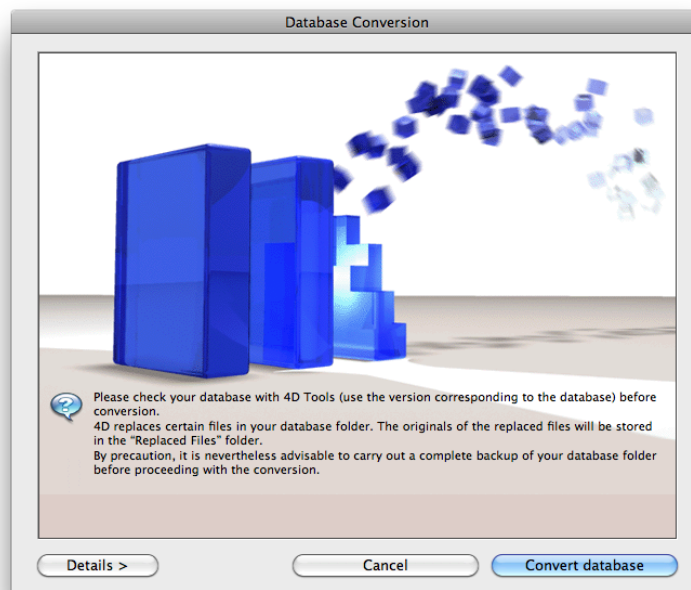 Database Conversion
Please check your database with 4D Tools (use the version corresponding to the database) before
conversion.
4D replaces certain files in your database folder. The originals of the replaced files will be stored
in the “Replaced Files” folder.
By precaution, it is nevertheless advisable to carry out a complete backup of your database folder
before proceeding with the conversion.
Details >
Cancel
Convert database